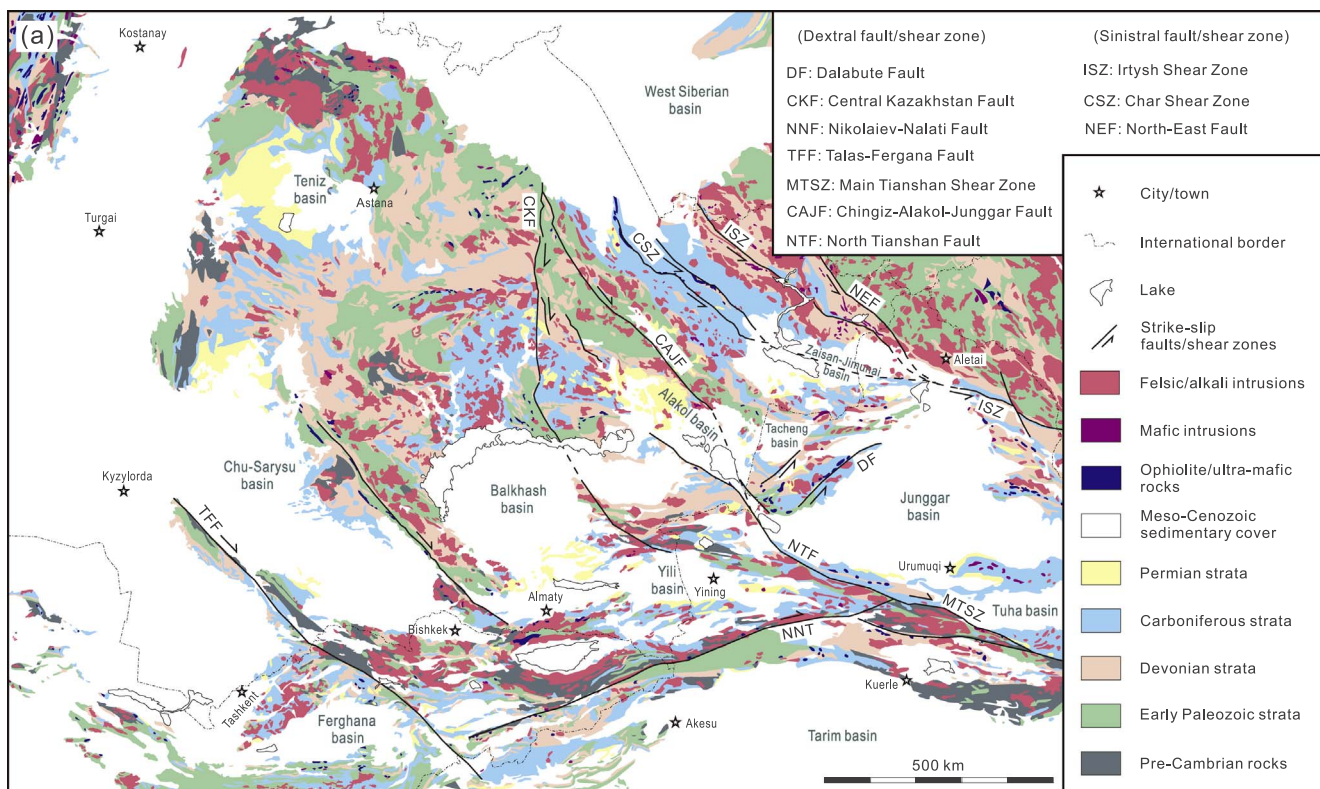 (a)
Kostanay
West Siberian
basin
Teniz
basin
Astana
Turgai
CKF
CSZ
ISZ
NEF
CAJF
Zaisan-Jimunai
basin
Aletai
ISZ
Alakol basin
Tacheng
basin
DF
Chu-Sarysu
basin
Kyzylorda
Balkhash
basin
Junggar
basin
TFF
NTF
Urumuqi
Yili
basin
Yining
MTSZ
Tuha basin
Almaty
Bishkek
NNT
Kuerle
Tashkent
Ferghana
basin
Akesu
Tarim basin
500 km
(Dextral fault/shear zone)
DF: Dalabute Fault
CKF: Central Kazakhstan Fault
NNF: Nikolaiev-Nalati Fault
TFF: Talas-Fergana Fault
MTSZ: Main Tianshan Shear Zone
CAJF: Chingiz-Alakol-Junggar Fault
NTF: North Tianshan Fault
(Sinistral fault/shear zone)
ISZ: Irtysh Shear Zone
CSZ: Char Shear Zone
NEF: North-East Fault
City/town
International border
Lake
Strike-slip
faults/shear zones
Felsic/alkali intrusions
Mafic intrusions
Ophiolite/ultra-mafic
rocks
Meso-Cenozoic
sedimentary cover
Permian strata
Carboniferous strata
Devonian strata
Early Paleozoic strata
Pre-Cambrian rocks